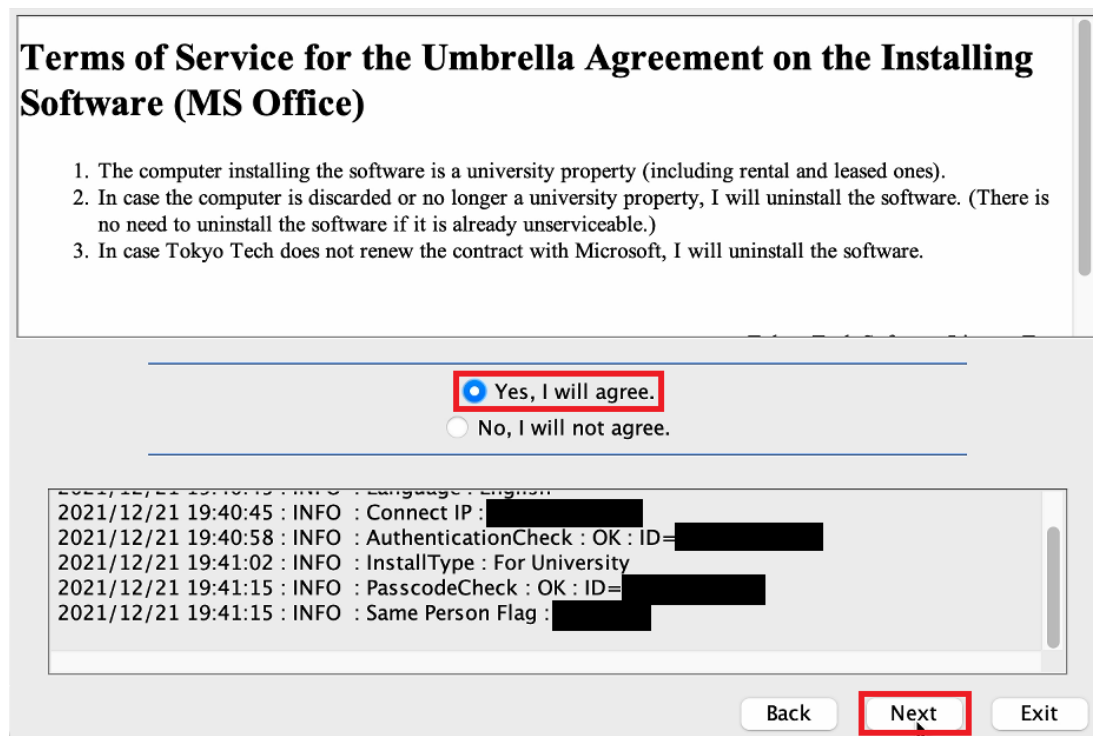 Terms of Service for the Umbrella Agreement on the Installing
Software (MS Office)
1. The computer installing the software is a university property (including rental and leased ones).
2. In case the computer is discarded or no longer a university property, I will uninstall the software. (There is
no need to uninstall the software if it is already unserviceable.)
3. In case Tokyo Tech does not renew the contract with Microsoft, I will uninstall the software.
Yes, I will agree.
No, I will not agree.
2021/12/21 19:40:45 : INFO : Connect IP :
2021/12/21 19:40:58 : INFO : AuthenticationCheck : OK : ID=
2021/12/21 19:41:02 : INFO : InstallType : For University
2021/12/21 19:41:15 : INFO : PasscodeCheck : OK : ID=
2021/12/21 19:41:15 : INFO : Same Person Flag :
Back Next Exit